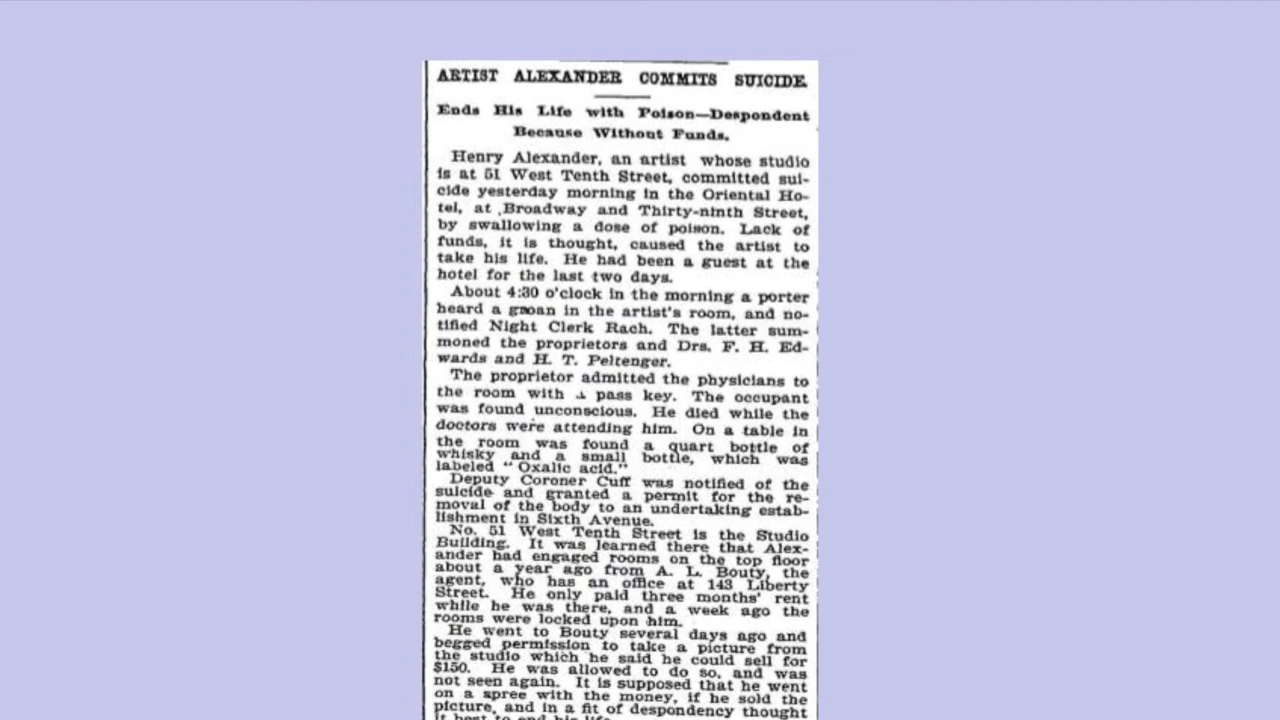 ARTIST ALEXANDER COMMITS SUICIDE.
Ends His Life with Poison—Despondent
Because Without Funds.
Henry Alexander, an artist whose studio
is at 51 West Tenth Street, committed sui-
cide yesterday morning in the Oriental Ho-
tel, at Broadway and Thirty-ninth Street,
by swallowing a dose of poison. Lack of
funds, it is thought, caused the artist to
take his life. He had been a guest at the
hotel for the last two days.
About 4:30 o'clock in the morning a porter
heard a groan in the artist's room, and no-
tified Night Clerk Rach. The latter sum-
moned the proprietors and Drs. F. H. Ed-
wards and H. T. Peltenger.
The proprietor admitted the physicians to
the room with a pass key. The occupant
was found unconscious. He died while the
doctors were attending him. On a table in
the room was found a quart bottle of
whisky and a small bottle, which was
labeled "Oxalic acid."
Deputy Coroner Cuff was notified of the
suicide and granted a permit for the re-
moval of the body to an undertaking estab-
lishment in Sixth Avenue.
No. 51 West Tenth Street is the Studio
Building. It was learned there that Alex-
ander had engaged rooms on the top floor
about a year ago from A. L. Bouty, the
agent, who has an office at 143 Liberty
Street. He only paid three months' rent
while he was there, and a week ago the
rooms were locked upon him.
He went to Bouty several days ago and
begged permission to take a picture from
the studio which he said he could sell for
$150. He was allowed to do so, and was
not seen again. It is supposed that he went
on a spree with the money, if he sold the
picture, and in a fit of despondency thought
it best to end his life.